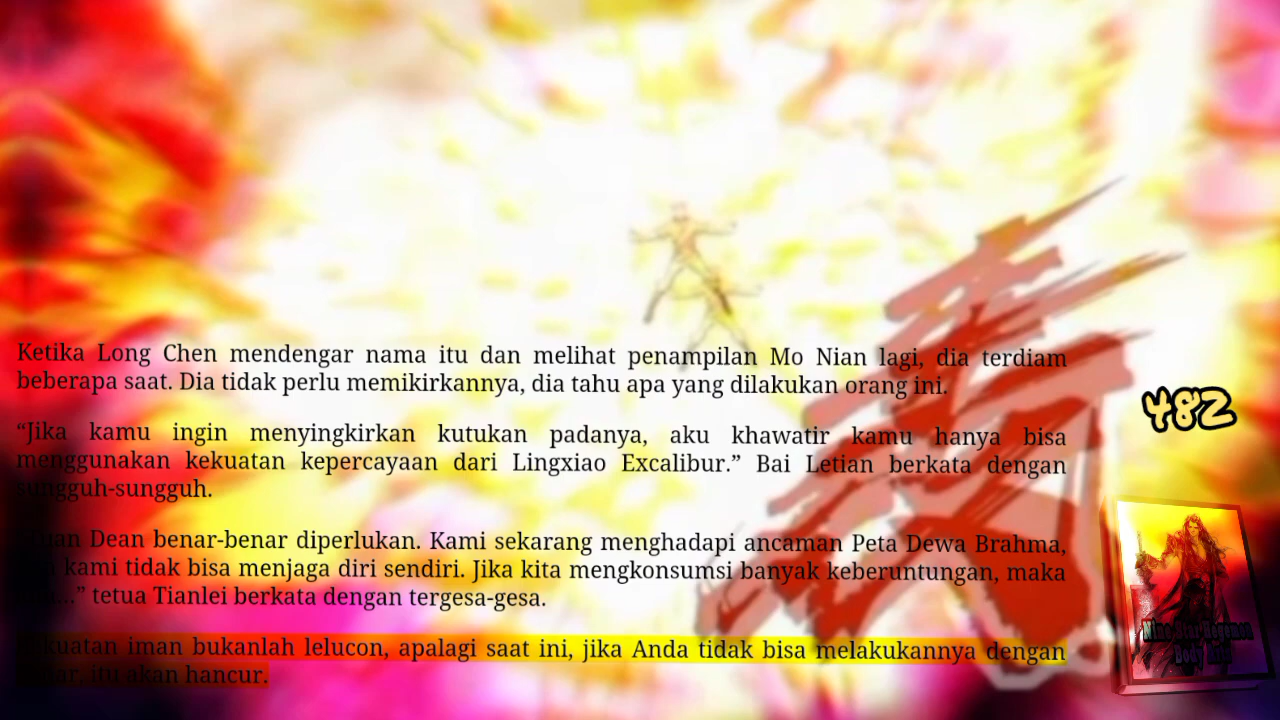 Ketika Long Chen mendengar nama itu dan melihat penampilan Mo Nian lagi, dia terdiam
beberapa saat. Dia tidak perlu memikirkannya, dia tahu apa yang dilakukan orang ini.
“Jika kamu ingin menyingkirkan kutukan padanya, aku khawatir kamu hanya bisa
menggunakan kekuatan kepercayaan dari Lingxiao Excalibur.” Bai Letian berkata dengan
sungguh-sungguh.
Dean benar-benar diperlukan. Kami sekarang menghadapi ancaman Peta Dewa Brahma,
kami tidak bisa menjaga diri sendiri. Jika kita mengkonsumsi banyak keberuntungan, maka
tetua Tianlei berkata dengan tergesa-gesa.
iman bukanlah lelucon, apalagi saat ini, jika Anda tidak bisa melakukannya dengan
itu akan hancur.
482
Nine Star Hegemon
Body